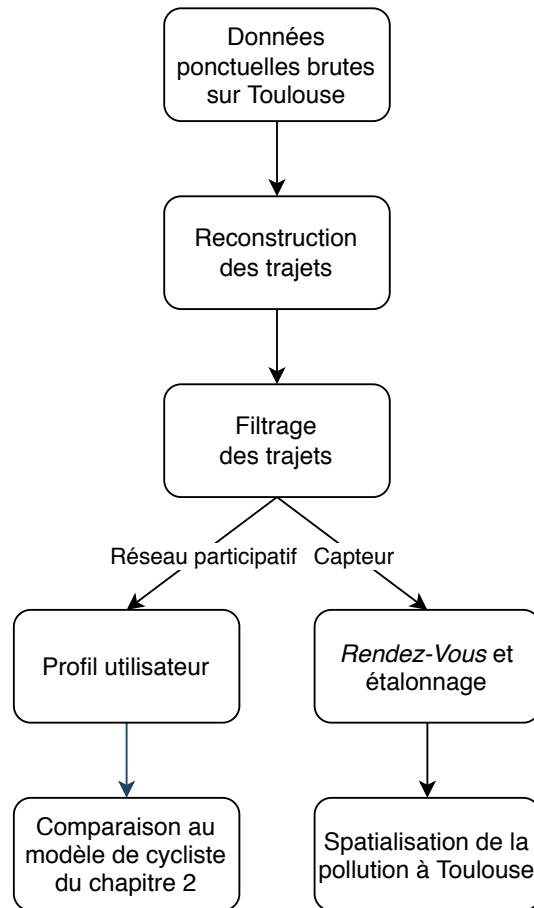 Données
ponctuelles brutes
sur Toulouse
Reconstruction
des trajets
Filtrage
des trajets
Réseau participatif
Capteur
Profil utilisateur
Rendez-Vous et
étalonnage
Comparaison au
modèle de cycliste
du chapitre 2
Spatialisation de la
pollution à Toulouse